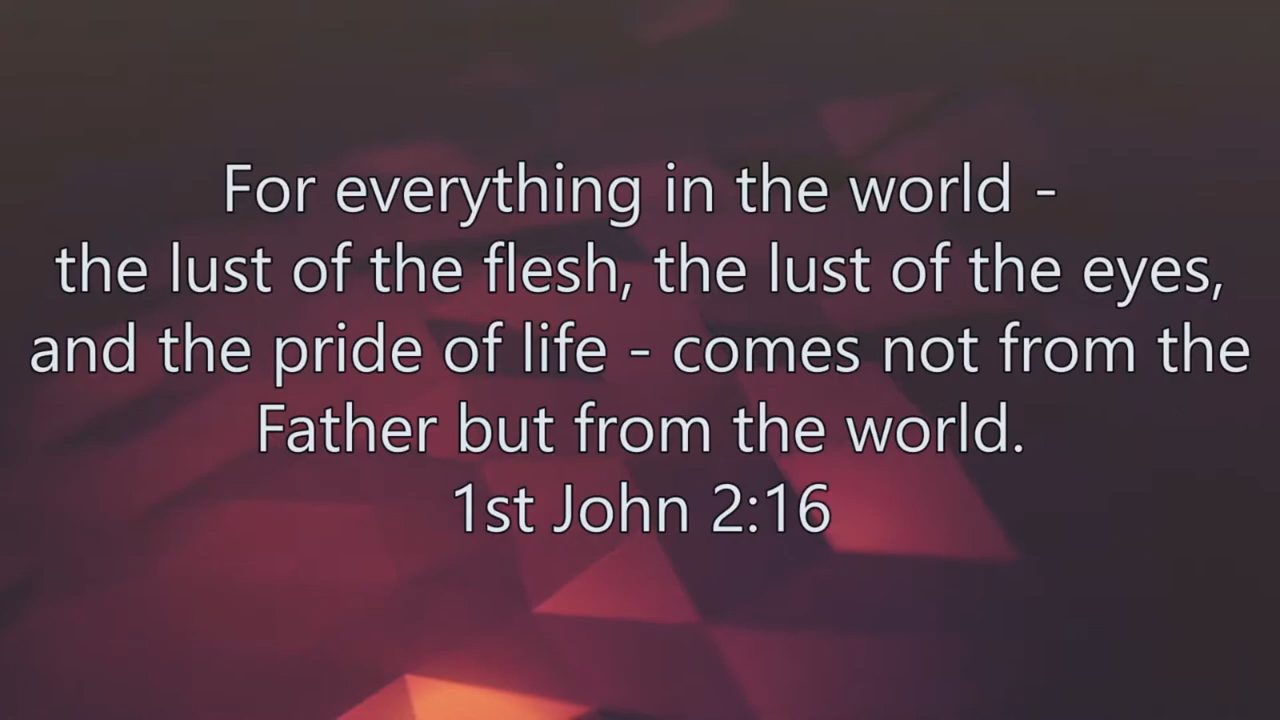 For everything in the world -
the lust of the flesh, the lust of the eyes,
and the pride of life - comes not from the
Father but from the world.
1st John 2:16